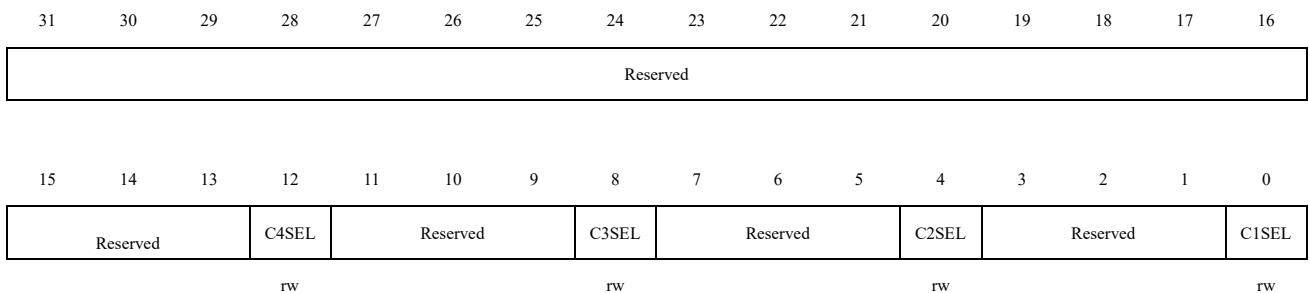 31 30 29 28 27 26 25 24 23 22 21 20 19 18 17 16
Reserved
15 14 13 12 11 10 9 8 7 6 5 4 3 2 1 0
Reserved C4SEL Reserved C3SEL Reserved C2SEL Reserved C1SEL
rw rw rw rw